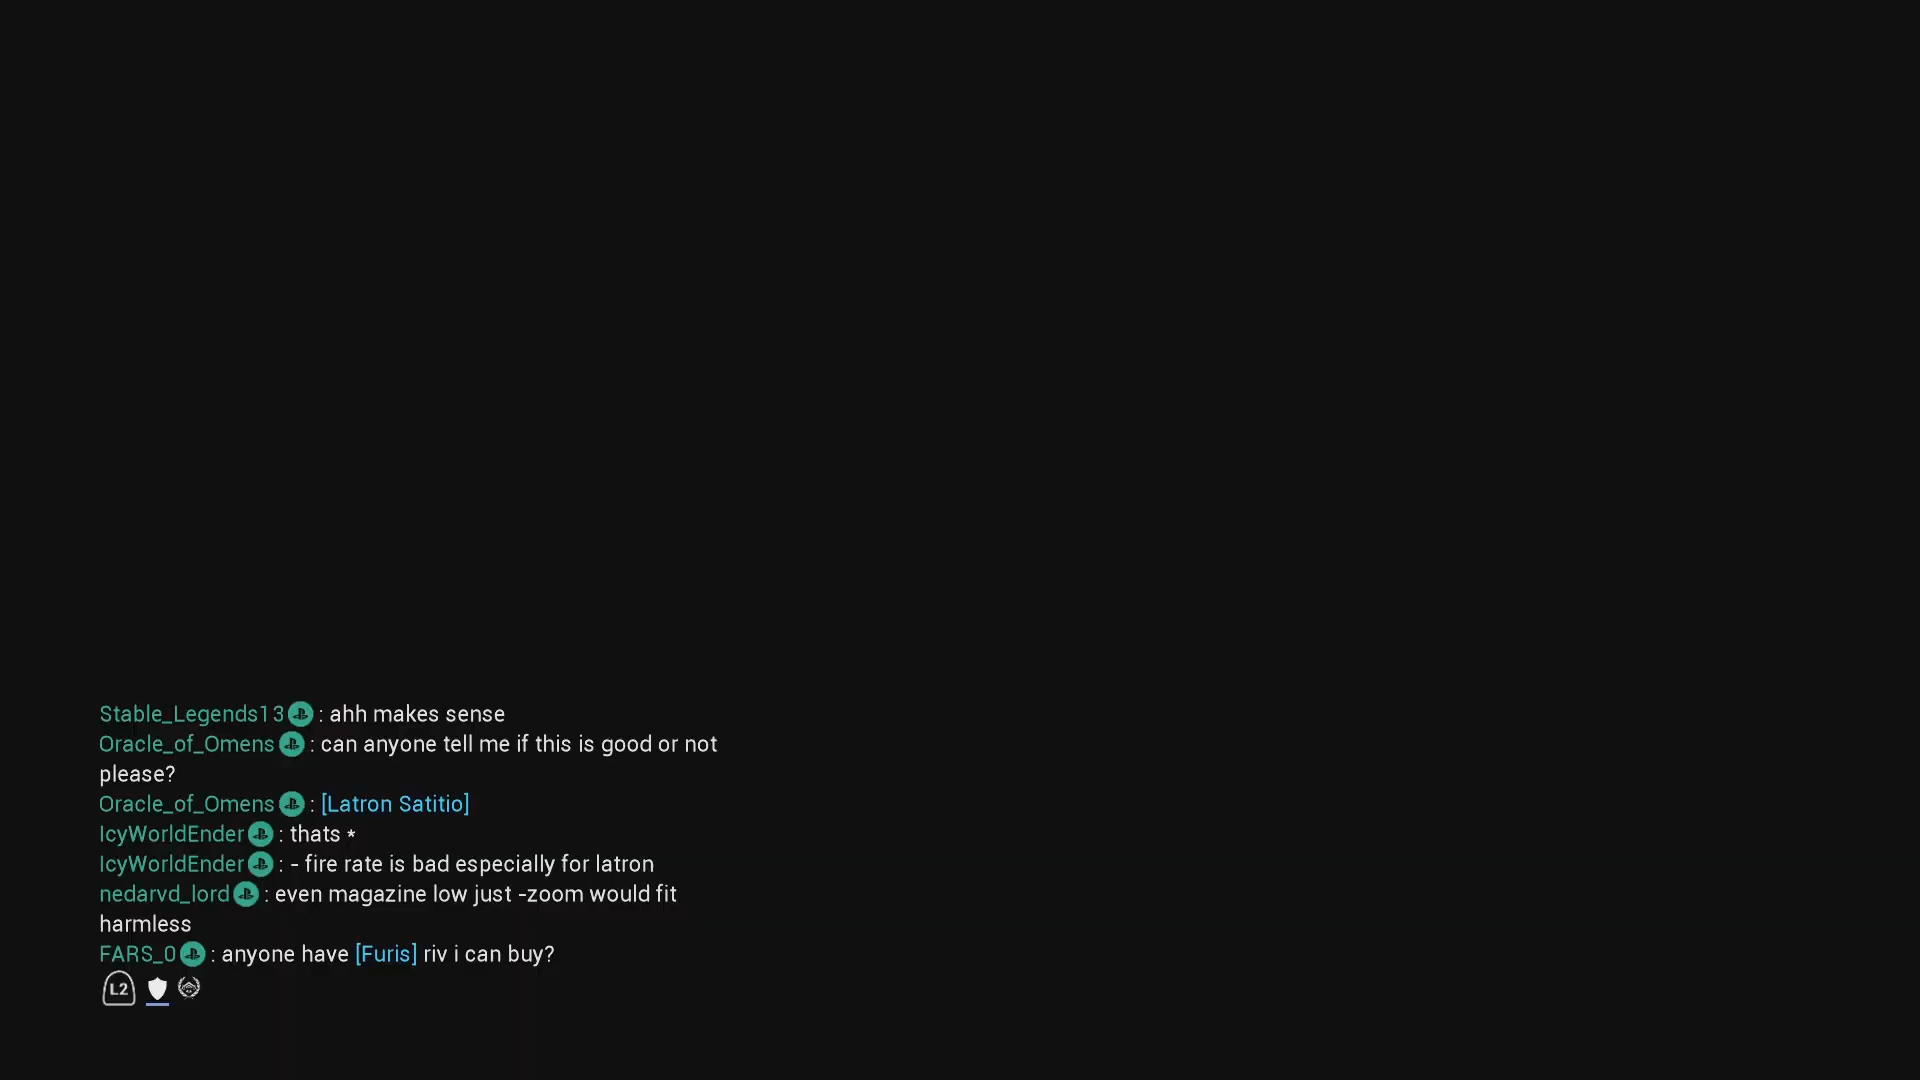 Stable_Legends13 : ahh makes sense
Oracle_of_Omens : can anyone tell me if this is good or not
please?
Oracle_of_Omens : [Latron Satitio]
IcyWorldEnder : thats *
IcyWorldEnder : - fire rate is bad especially for latron
nedarvd_lord : even magazine low just -zoom would fit
harmless
FARS_0 : anyone have [Furis] riv i can buy?
L2